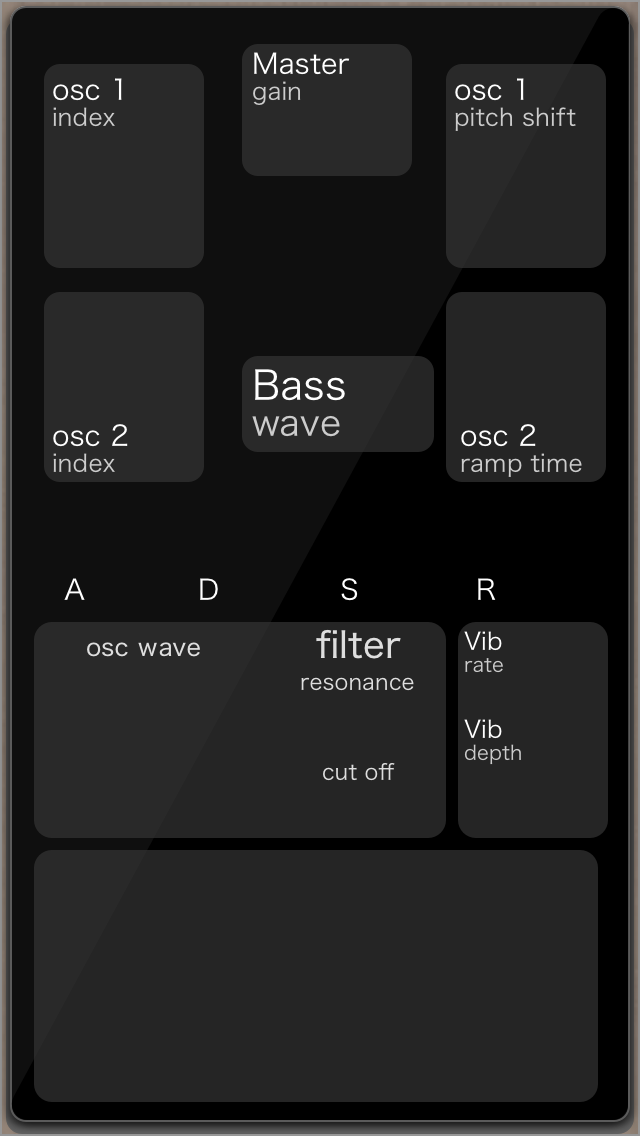 Master
gain
osc 1
index
osc 1
pitch shift
Bass
wave
osc 2
index
osc 2
ramp time
A D S R
osc wave
filter
resonance
cut off
Vib
rate
Vib
depth